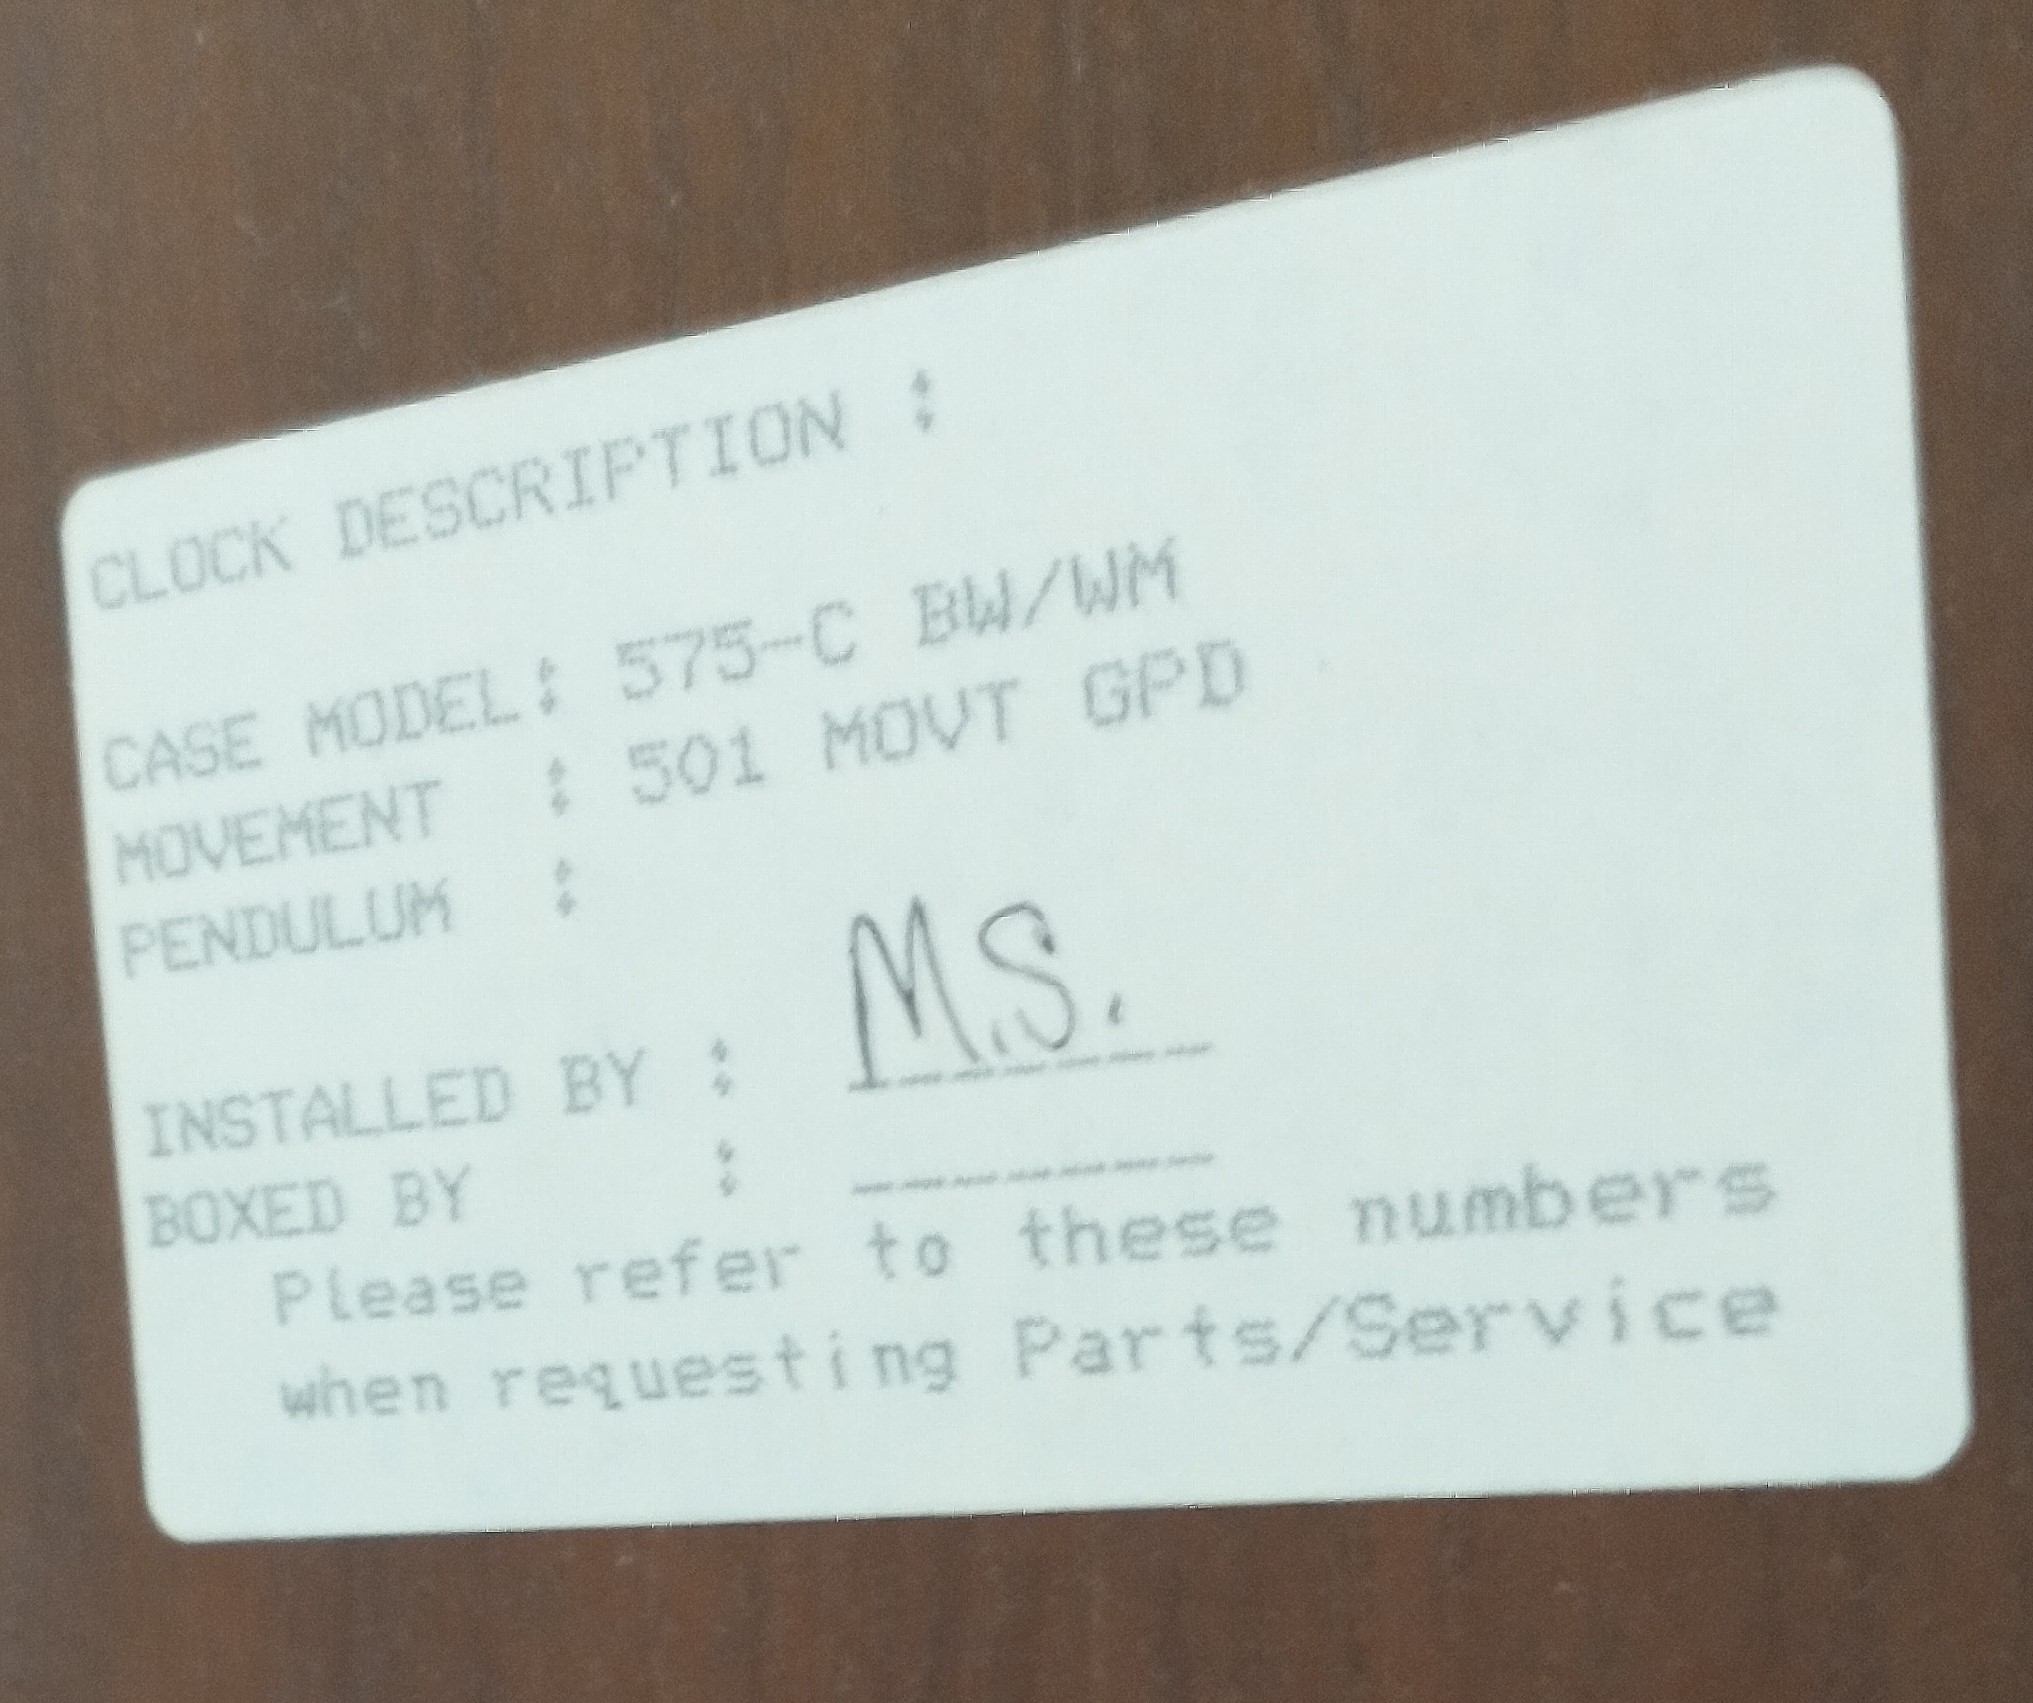 CLOCK DESCRIPTION :
CASE MODEL: 575-C BW/WM
MOVEMENT : 501 MOVT GPD
PENDULUM :
INSTALLED BY : M.S.
BOXED BY : ________
Please refer to these numbers
when requesting Parts/Service